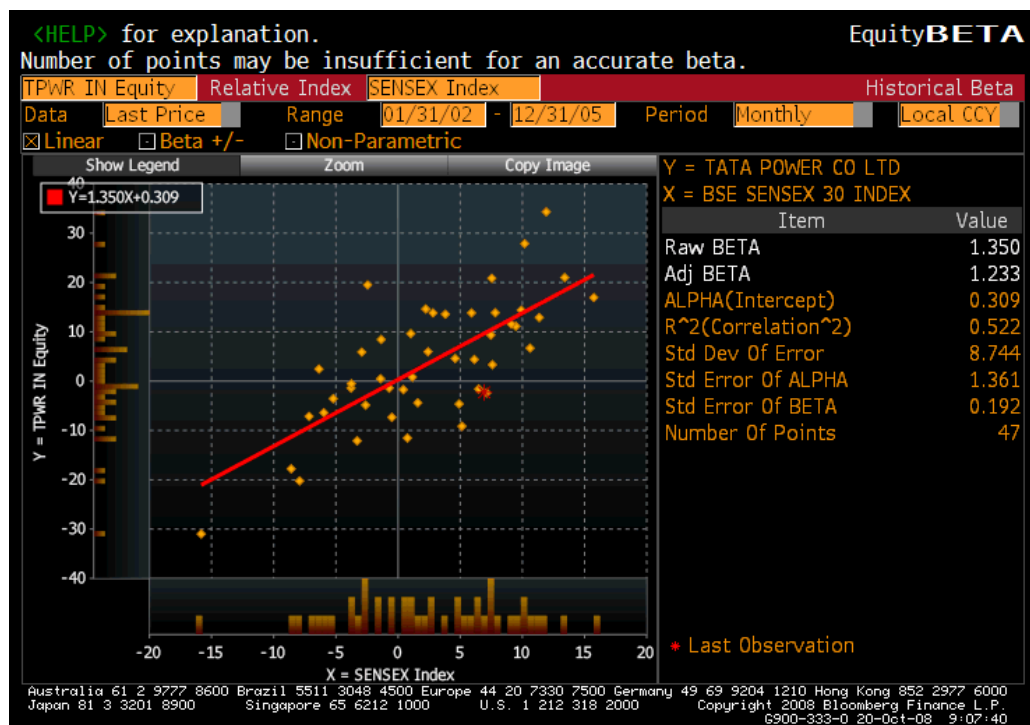 <HELP> for explanation. EquityBETA
Number of points may be insufficient for an accurate beta.
TPWR IN Equity Relative Index SENSEX Index Historical Beta
Data Last Price Range 01/31/02 - 12/31/05 Period Monthly Local CCY
Linear Beta +/- Non-Parametric
Show Legend Zoom Copy Image
Y = TATA POWER CO LTD
X = BSE SENSEX 30 INDEX
Item Value
Raw BETA 1.350
Adj BETA 1.233
ALPHA(Intercept) 0.309
R^2(Correlation^2) 0.522
Std Dev Of Error 8.744
Std Error Of ALPHA 1.361
Std Error Of BETA 0.192
Number Of Points 47
* Last Observation
Y=1.350X+0.309
40
30
20
10
0
-10
-20
-30
-40
Y = TPWR IN Equity
-20 -15 -10 -5 0 5 10 15 20
X = SENSEX Index
Australia 61 2 9777 8600 Brazil 5511 3048 4500 Europe 44 20 7330 7500 Germany 49 69 9204 1210 Hong Kong 852 2977 6000
Japan 81 3 3201 8900 Singapore 65 6212 1000 U.S. 1 212 318 2000 Copyright 2008 Bloomberg Finance L.P.
G900-333-0 20-Oct-08 9:07:40